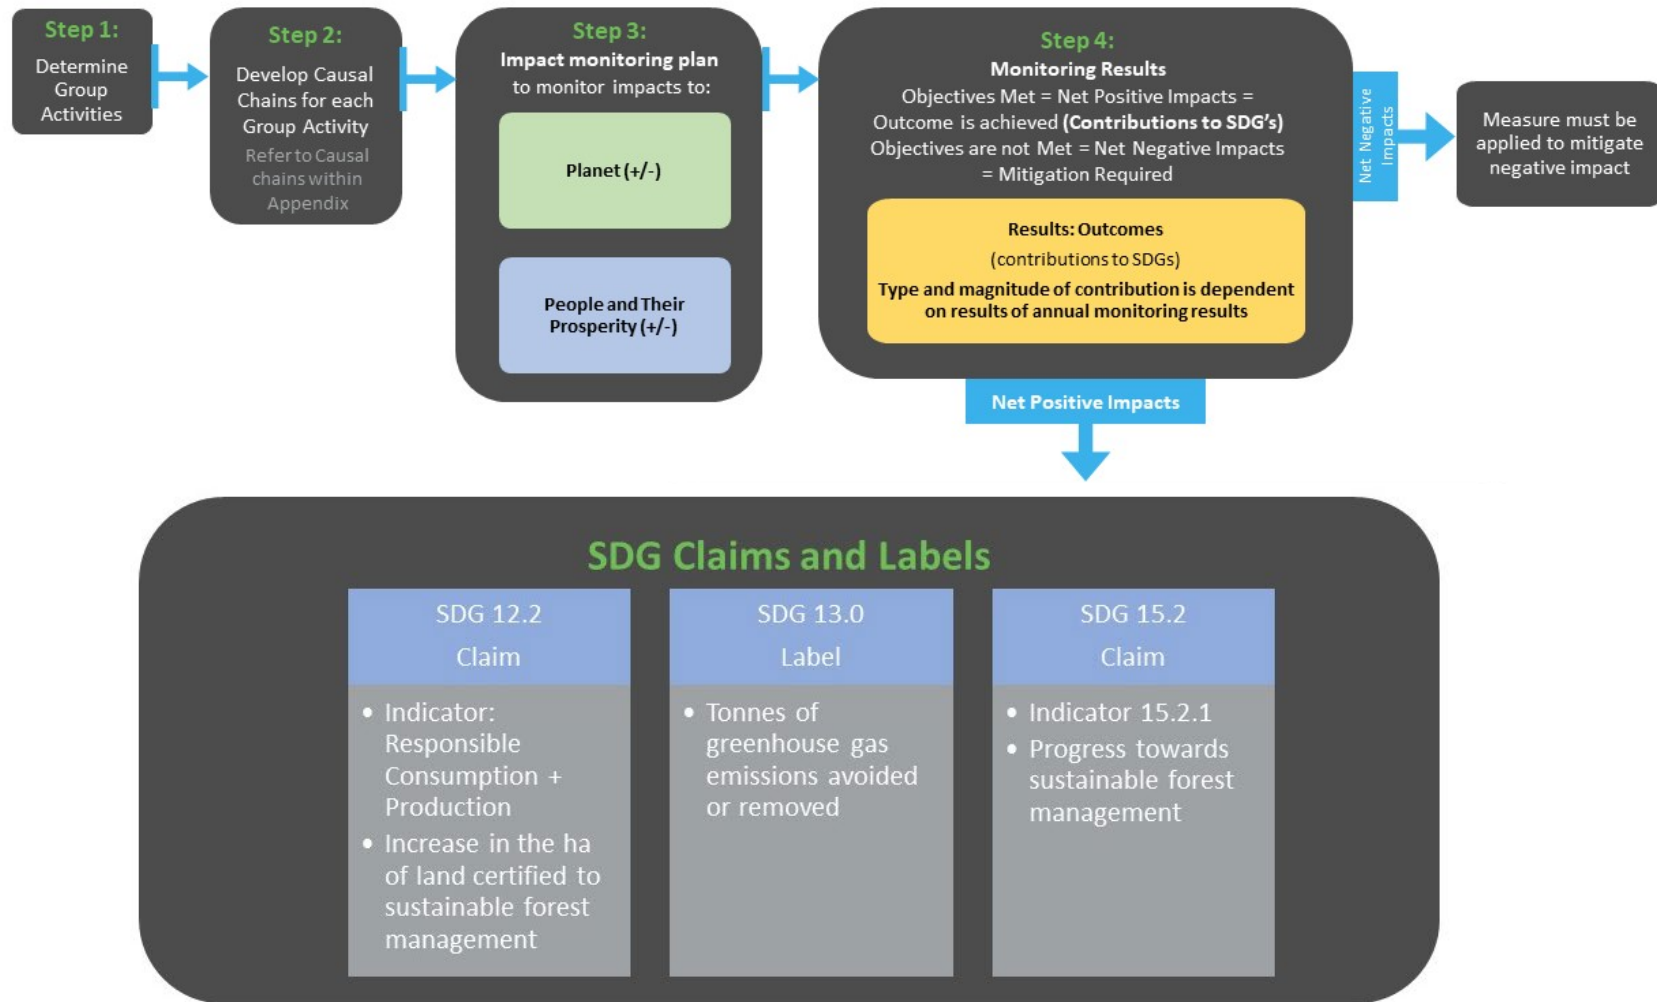 Step 1:
Determine
Group
Activities
Step 2:
Develop Causal
Chains for each
Group Activity
Refer to Causal
chains within
Appendix
Step 3:
Impact monitoring plan
to monitor impacts to:
Planet (+/-)
People and Their
Prosperity (+/-)
Step 4:
Monitoring Results
Objectives Met = Net Positive Impacts =
Outcome is achieved (Contributions to SDG's)
Objectives are not Met = Net Negative Impacts
= Mitigation Required
Results: Outcomes
(contributions to SDGs)
Type and magnitude of contribution is dependent
on results of annual monitoring results
Net Negative
Impacts
Measure must be
applied to mitigate
negative impact
Net Positive Impacts
SDG Claims and Labels
SDG 12.2
Claim
• Indicator:
Responsible
Consumption +
Production
• Increase in the ha
of land certified to
sustainable forest
management
SDG 13.0
Label
• Tonnes of
greenhouse gas
emissions avoided
or removed
SDG 15.2
Claim
• Indicator 15.2.1
• Progress towards
sustainable forest
management